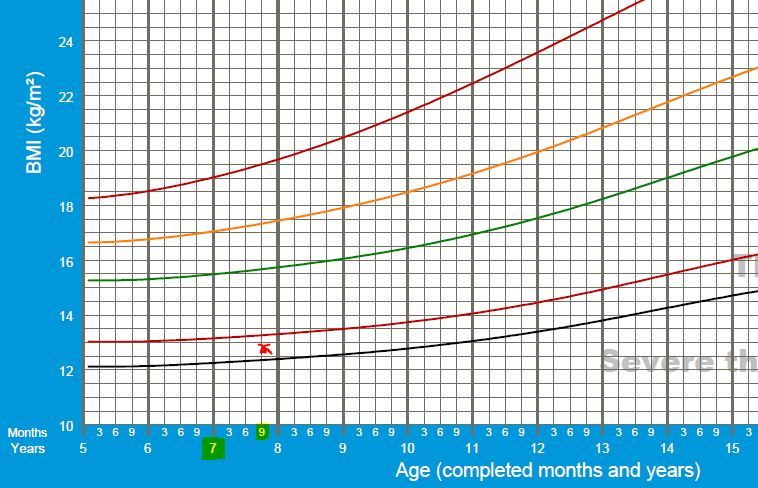 24
22
BMI (kg/m²)
20
18
16
14
12
Severe th
10
Months 3 6 9 3 6 9 3 6 9 3 6 9 3 6 9 3 6 9 3 6 9 3 6 9 3 6 9 3 6 9 3
Years 5 6 7 8 9 10 11 12 13 14 15
Age (completed months and years)